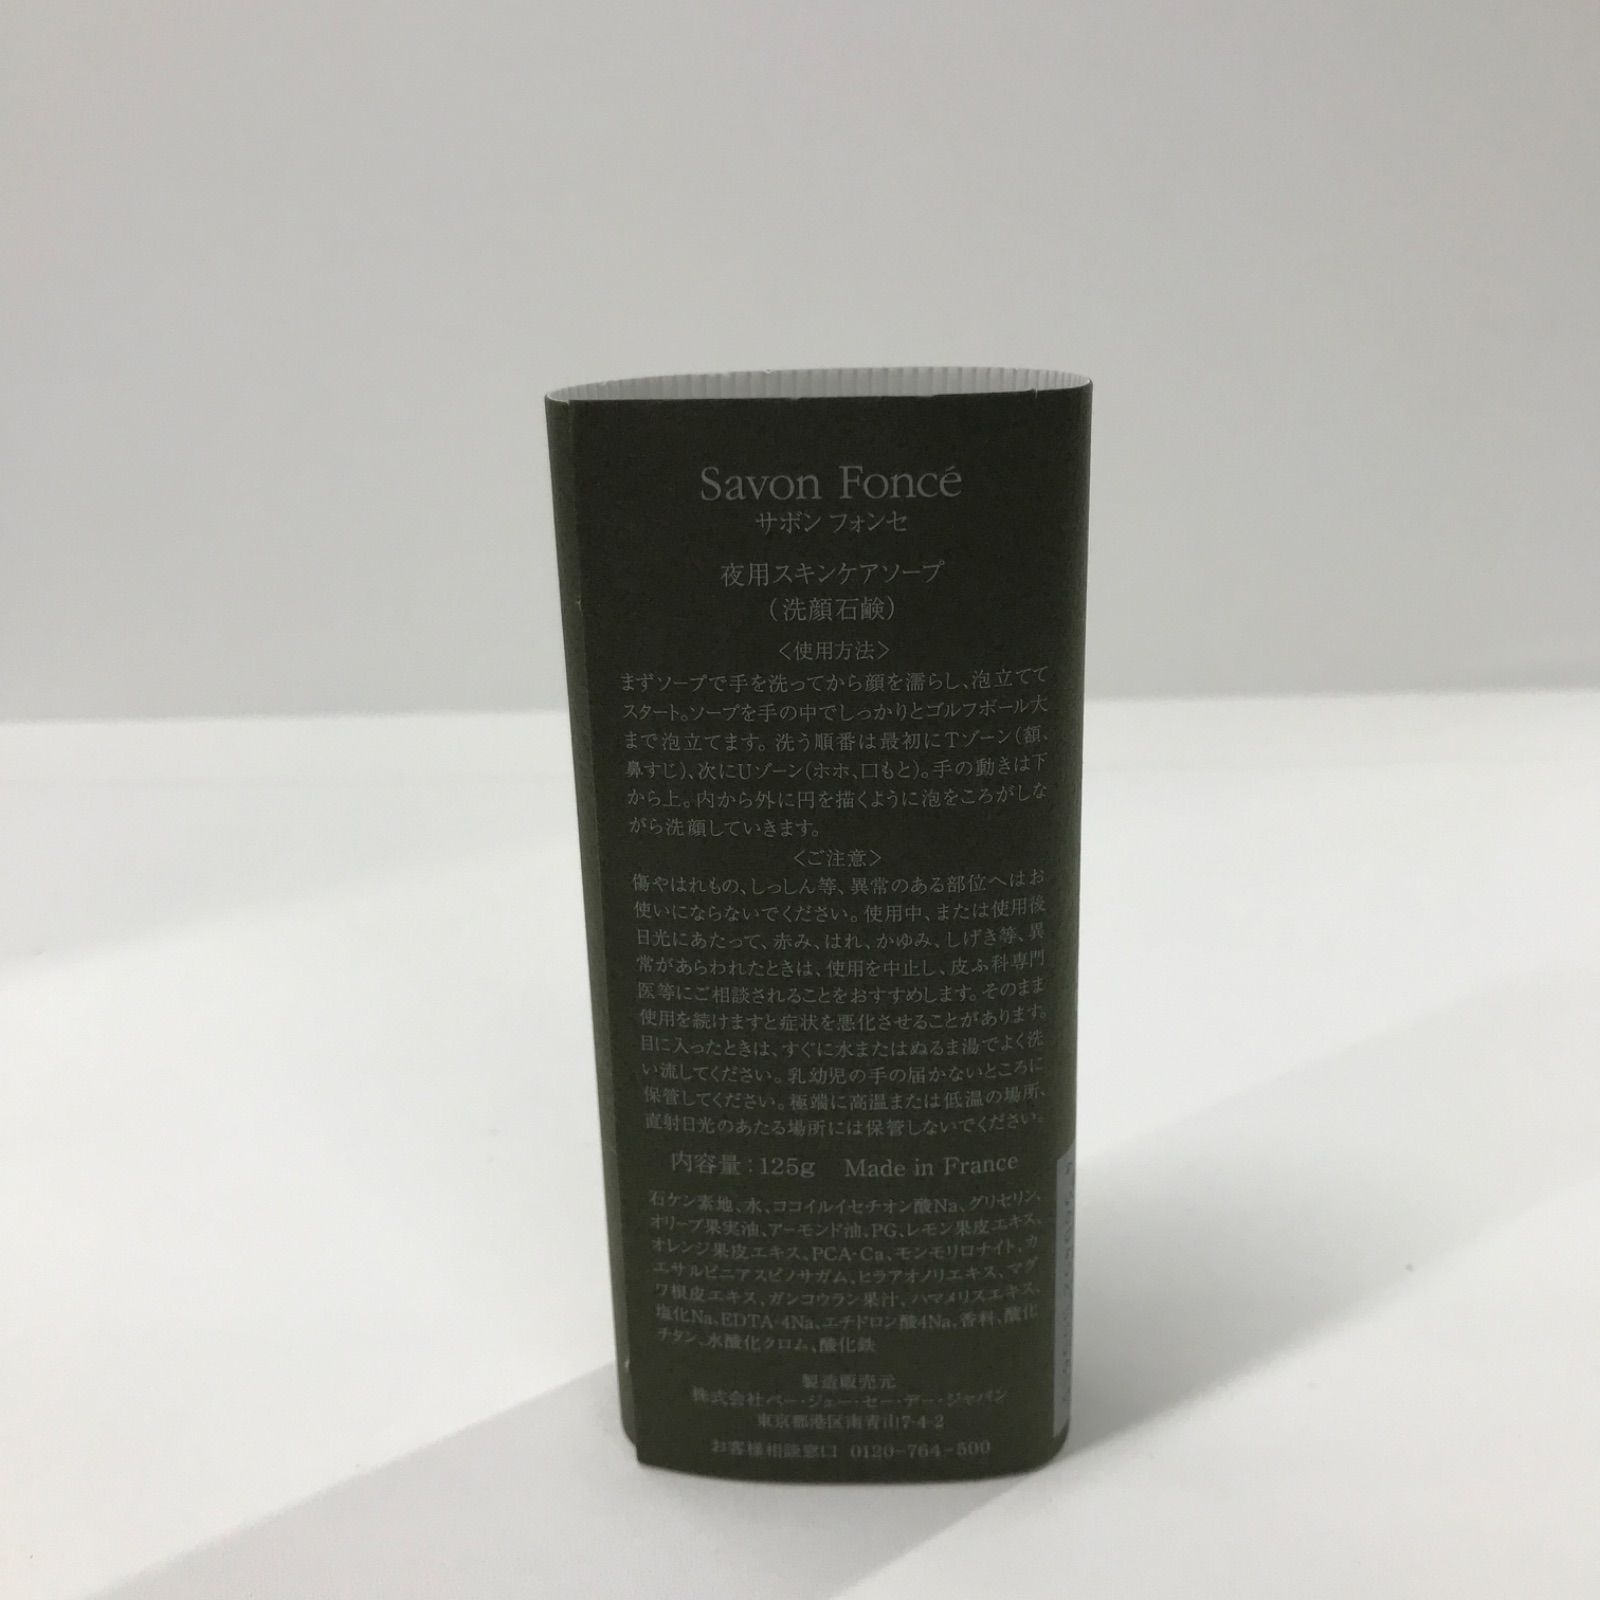 Savon Foncé
サボン フォンセ
夜用スキンケアソープ
(洗顔石鹸)
<使用方法>
まずソープで手を洗ってから顔を濡らし、泡立てて
スタート。ソープを手の中でしっかりとゴルフボール大
まで泡立てます。洗う順番は最初にTゾーン(額、
鼻すじ)、次にUゾーン(ホホ、口もと)。手の動きは下
から上。内から外に円を描くように泡をころがしな
がら洗顔していきます。
<ご注意>
傷やはれもの、しっしん等、異常のある部位へはお
使いにならないでください。使用中、または使用後
日光にあたって、赤み、はれ、かゆみ、しげき等、異
常があらわれたときは、使用を中止し、皮ふ科専門
医等にご相談されることをおすすめします。そのまま
使用を続けますと症状を悪化させることがあります。
目に入ったときは、すぐに水またはぬるま湯でよく洗
い流してください。乳幼児の手の届かないところに
保管してください。極端に高温または低温の場所、
直射日光のあたる場所には保管しないでください。
内容量:125g Made in France
石ケン素地、水、ココイルイセチオン酸Na、グリセリン、
オリーブ果実油、アーモンド油、PG、レモン果皮エキス、
オレンジ果皮エキス、PCA-Ca、モンモリロナイト、カ
エサルピニアスピノサガム、ヒラアオノリエキス、マグ
ワ根皮エキス、ガンコウラン果汁、ハマメリスエキス、
塩化Na、EDTA-4Na、エチドロン酸4Na、香料、酸化
チタン、水酸化クロム、酸化鉄
製造販売元
株式会社ペー・ジェー・セー・デー・ジャパン
東京都港区南青山7-4-2
お客様相談窓口 0120-764-500